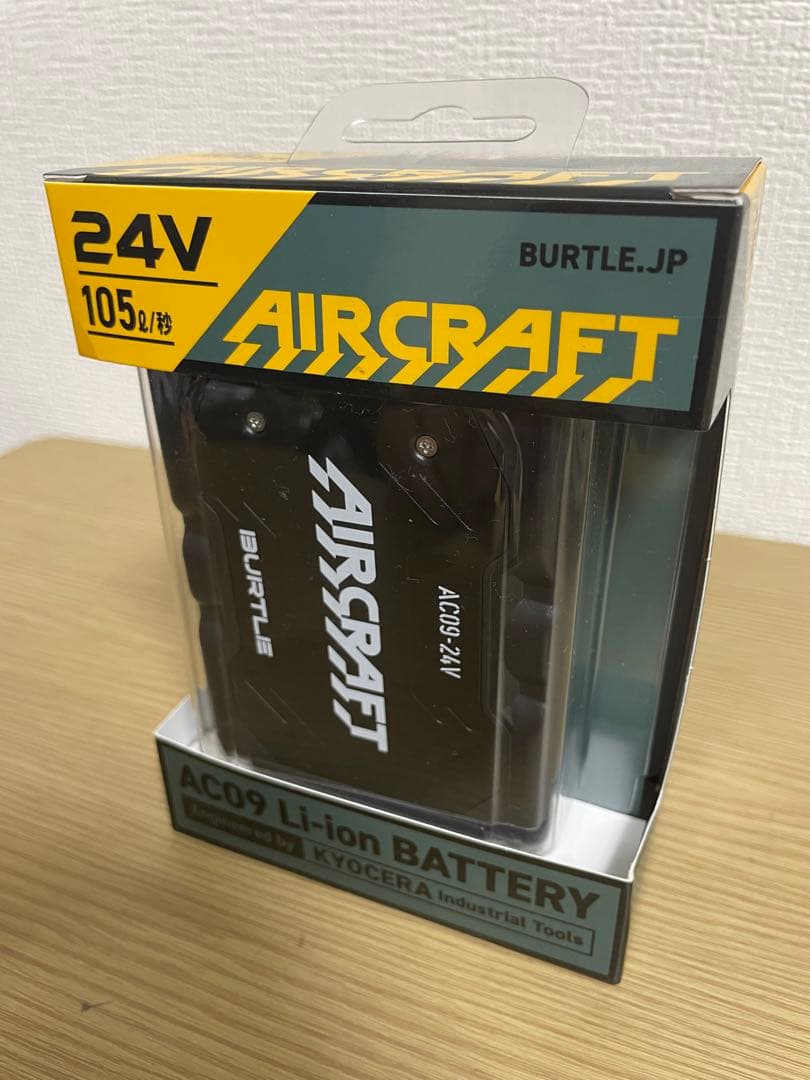 AIRCRAFT
24V
105ℓ/秒
BURTLE.JP
AIRCRAFT
AIRCRAFT
BURTLE
AC09-24V
AC09 Li-ion BATTERY
Engineered by KYOCERA Industrial Tools